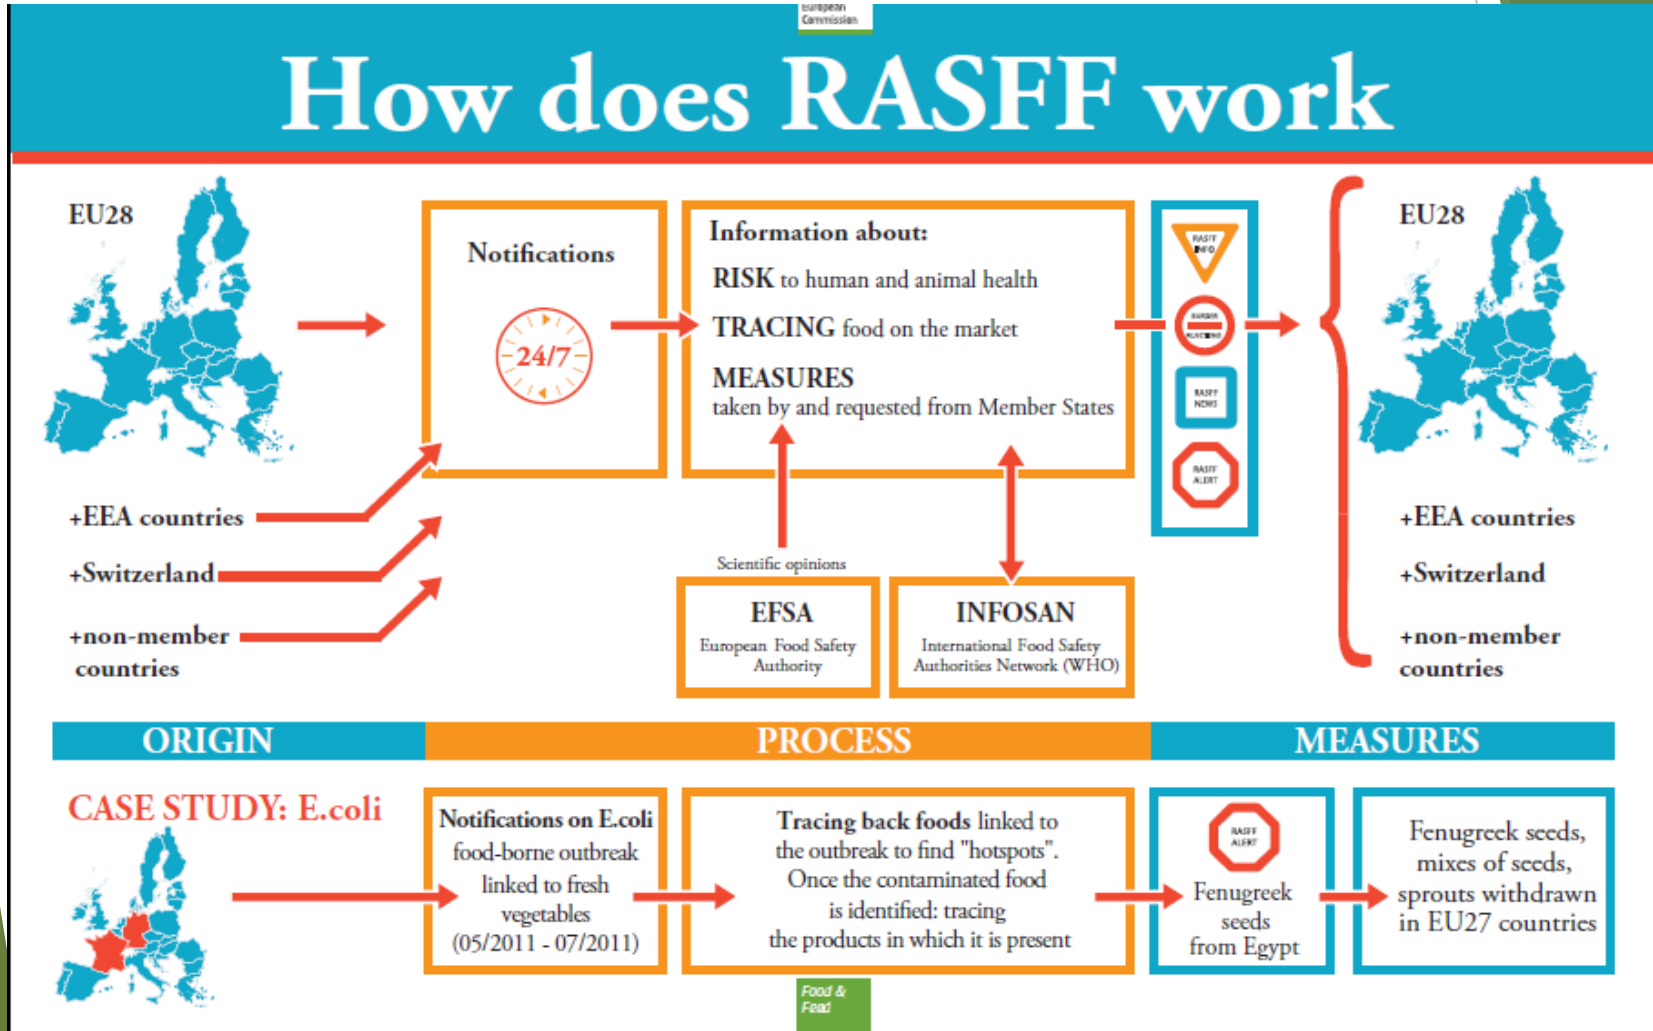 European
Commission
How does RASFF work
EU28
+EEA countries
+Switzerland
+non-member
countries
Notifications
24/7
Information about:
RISK to human and animal health
TRACING food on the market
MEASURES
taken by and requested from Member States
Scientific opinions
EFSA
European Food Safety
Authority
INFOSAN
International Food Safety
Authorities Network (WHO)
RASFF
INFO
RASFF
NEWS
RASFF
ALERT
EU28
+EEA countries
+Switzerland
+non-member
countries
ORIGIN
PROCESS
MEASURES
CASE STUDY: E.coli
Notifications on E.coli
food-borne outbreak
linked to fresh
vegetables
(05/2011 - 07/2011)
Tracing back foods linked to
the outbreak to find "hotspots".
Once the contaminated food
is identified: tracing
the products in which it is present
RASFF
ALERT
Fenugreek
seeds
from Egypt
Fenugreek seeds,
mixes of seeds,
sprouts withdrawn
in EU27 countries
Food &
Feed